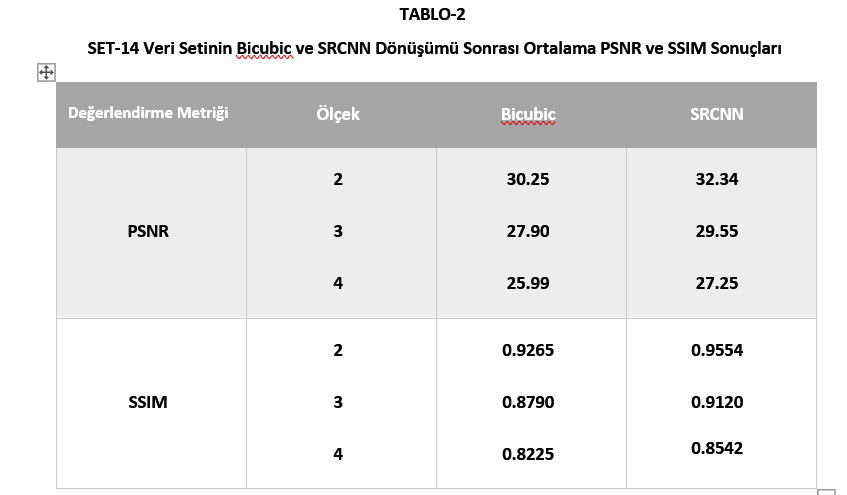 TABLO-2
SET-14 Veri Setinin Bicubic ve SRCNN Dönüşümü Sonrası Ortalama PSNR ve SSIM Sonuçları
Değerlendirme Metriği Ölçek Bicubic SRCNN
2 30.25 32.34
PSNR 3 27.90 29.55
4 25.99 27.25
2 0.9265 0.9554
SSIM 3 0.8790 0.9120
4 0.8225 0.8542